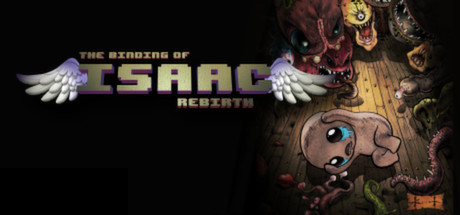 THE BINDING OF
ISAAC
REBIRTH